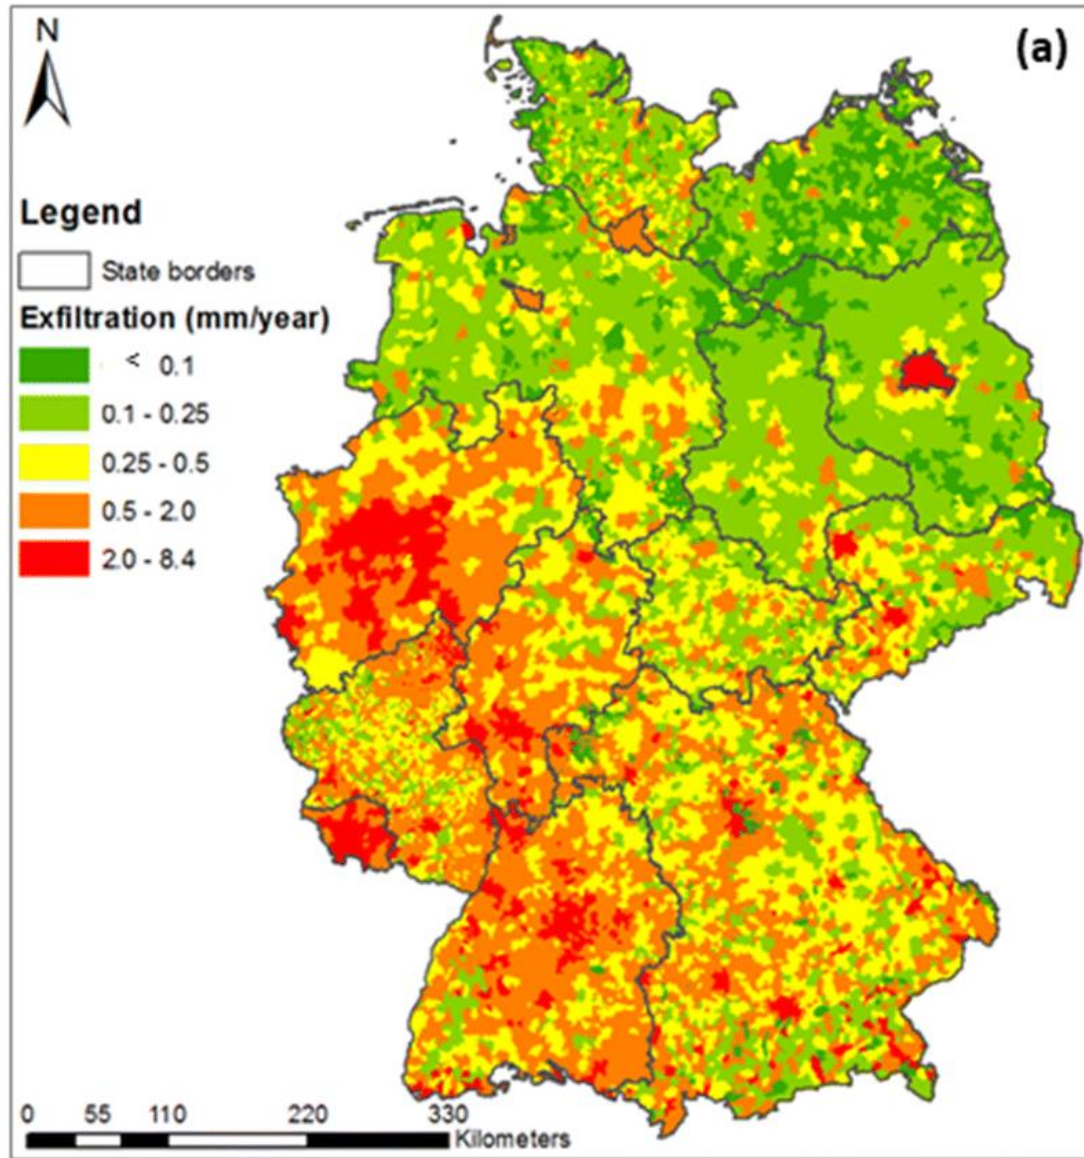 N
(a)
Legend
State borders
Exfiltration (mm/year)
< 0.1
0.1 - 0.25
0.25 - 0.5
0.5 - 2.0
2.0 - 8.4
0 55 110 220 330
Kilometers